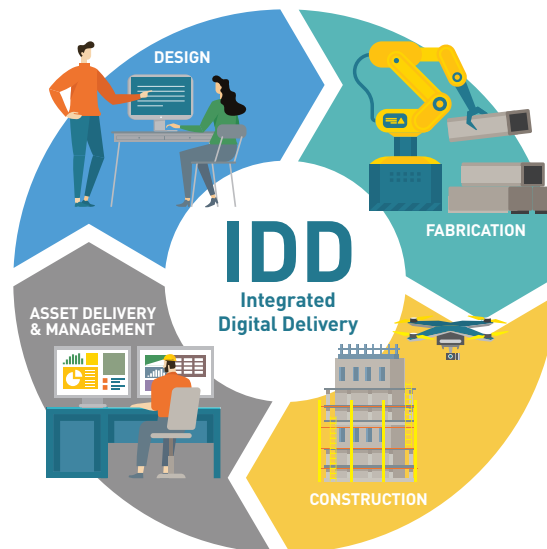 DESIGN
FABRICATION
IDD
Integrated
Digital Delivery
ASSET DELIVERY
& MANAGEMENT
CONSTRUCTION